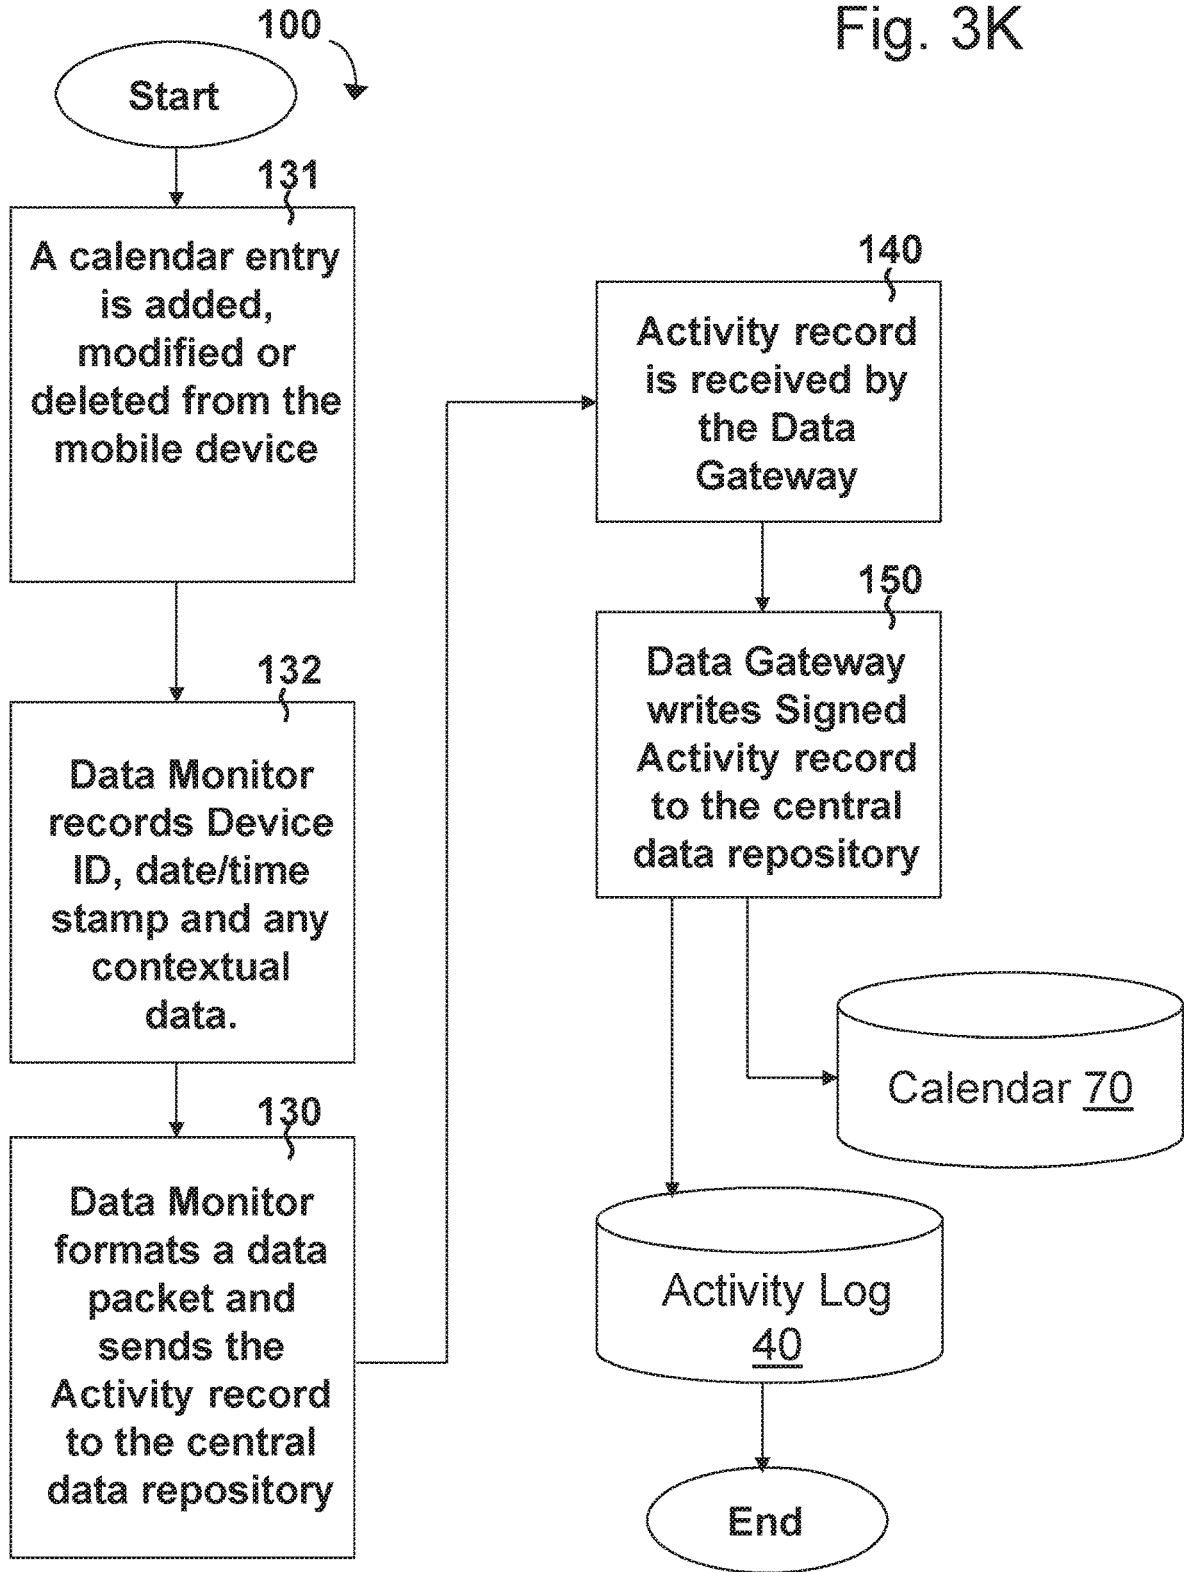 Fig. 3K
100
Start
131
A calendar entry
is added,
modified or
deleted from the
mobile device
132
Data Monitor
records Device
ID, date/time
stamp and any
contextual
data.
130
Data Monitor
formats a data
packet and
sends the
Activity record
to the central
data repository
140
Activity record
is received by
the Data
Gateway
150
Data Gateway
writes Signed
Activity record
to the central
data repository
Calendar 70
Activity Log
40
End